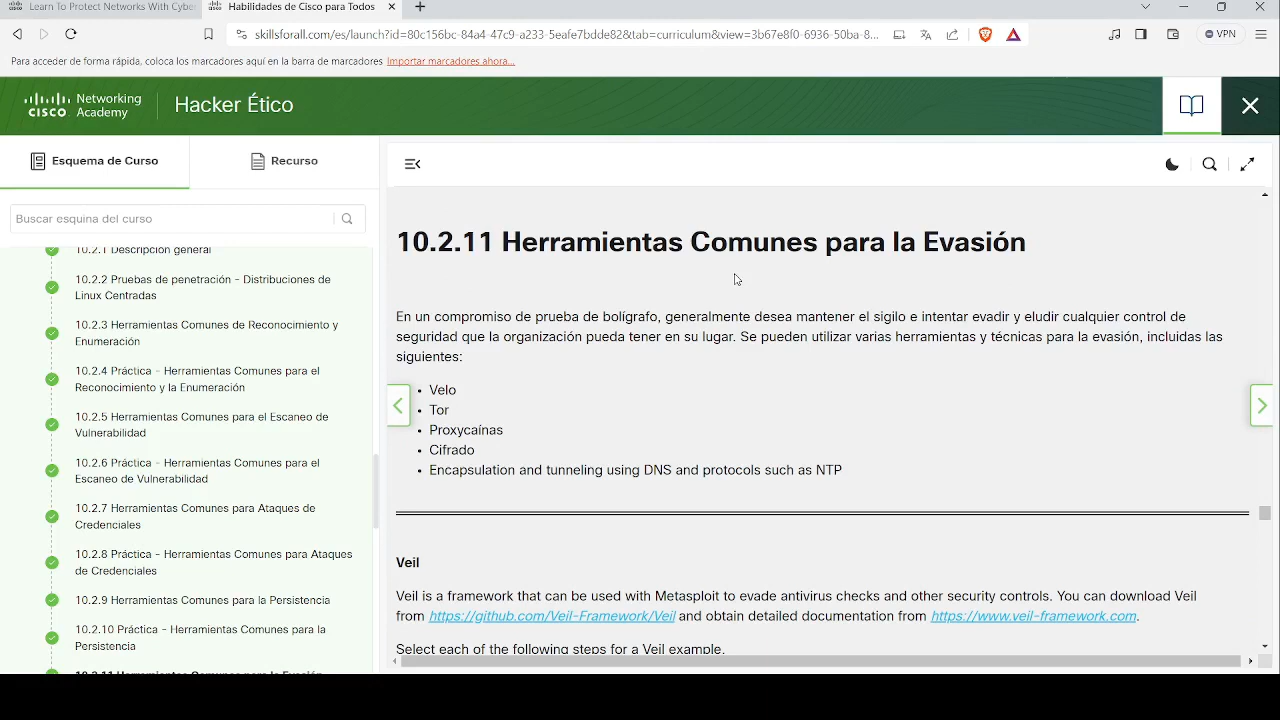 Learn To Protect Networks With Cyber
Habilidades de Cisco para Todos
skillsforall.com/es/launch?id=80c156bc-84a4-47c9-a233-5eafe7bdde82&tab=curriculum&view=3b67e8f0-6936-50ba-8...
VPN
Para acceder de forma rápida, coloca los marcadores aquí en la barra de marcadores Importar marcadores ahora...
cisco Networking Academy
Hacker Ético
Esquema de Curso
Recurso
Buscar esquina del curso
10.2.1 Descripción general
10.2.2 Pruebas de penetración - Distribuciones de
Linux Centradas
10.2.3 Herramientas Comunes de Reconocimiento y
Enumeración
10.2.4 Práctica - Herramientas Comunes para el
Reconocimiento y la Enumeración
10.2.5 Herramientas Comunes para el Escaneo de
Vulnerabilidad
10.2.6 Práctica - Herramientas Comunes para el
Escaneo de Vulnerabilidad
10.2.7 Herramientas Comunes para Ataques de
Credenciales
10.2.8 Práctica - Herramientas Comunes para Ataques
de Credenciales
10.2.9 Herramientas Comunes para la Persistencia
10.2.10 Práctica - Herramientas Comunes para la
Persistencia
10.2.11 Herramientas Comunes para la Evasión
10.2.11 Herramientas Comunes para la Evasión
En un compromiso de prueba de bolígrafo, generalmente desea mantener el sigilo e intentar evadir y eludir cualquier control de
seguridad que la organización pueda tener en su lugar. Se pueden utilizar varias herramientas y técnicas para la evasión, incluidas las
siguientes:
• Velo
• Tor
• Proxycaínas
• Cifrado
• Encapsulation and tunneling using DNS and protocols such as NTP
Veil
Veil is a framework that can be used with Metasploit to evade antivirus checks and other security controls. You can download Veil
from https://github.com/Veil-Framework/Veil and obtain detailed documentation from https://www.veil-framework.com.
Select each of the following steps for a Veil example.